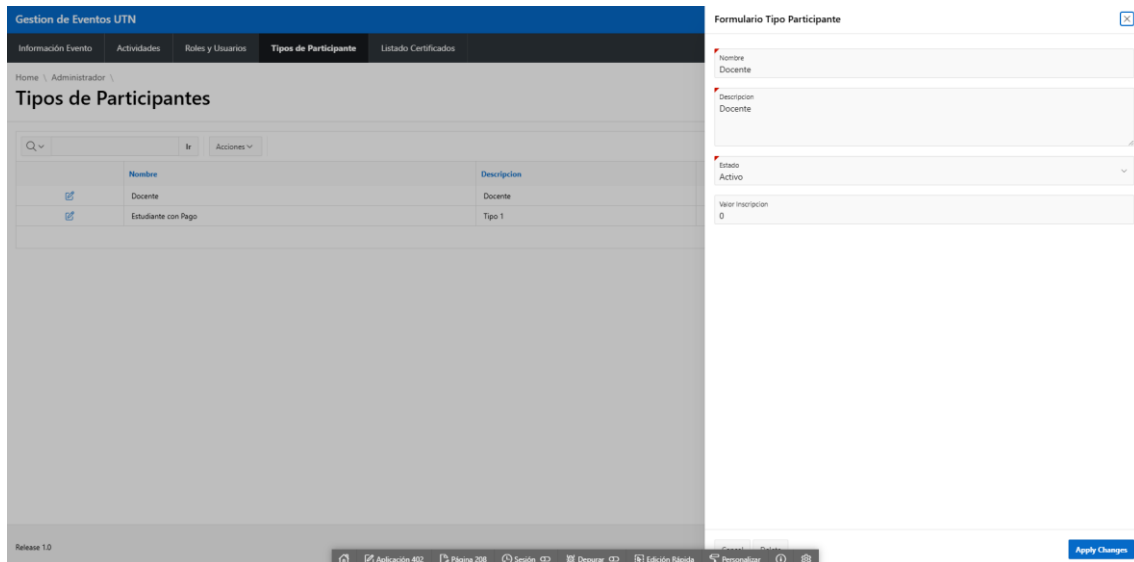 Gestion de Eventos UTN
Información Evento Actividades Roles y Usuarios Tipos de Participante Listado Certificados
Home \ Administrador \
Tipos de Participantes
Ir Acciones
Nombre Descripcion
Docente Docente
Estudiante con Pago Tipo 1
Release 1.0
Formulario Tipo Participante
Nombre
Docente
Descripcion
Docente
Estado
Activo
Valor Inscripcion
0
Cancel Delete Apply Changes
Aplicación 402 Página 208 Sesión Depurar Edición Rápida Personalizar